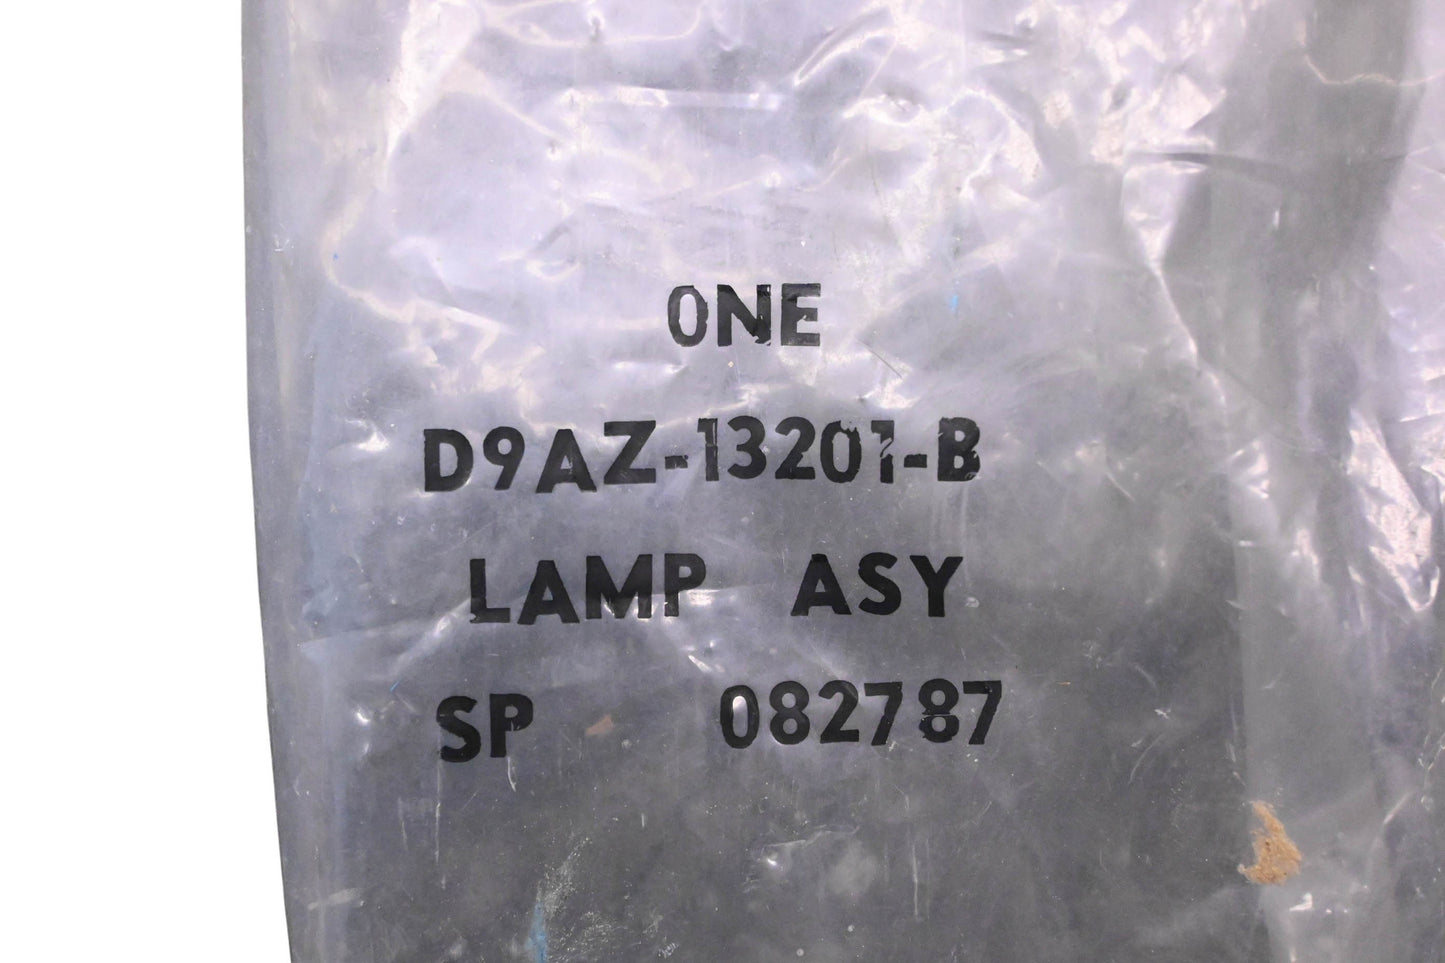 ONE
D9AZ-13201-B
LAMP ASY
SP 082787